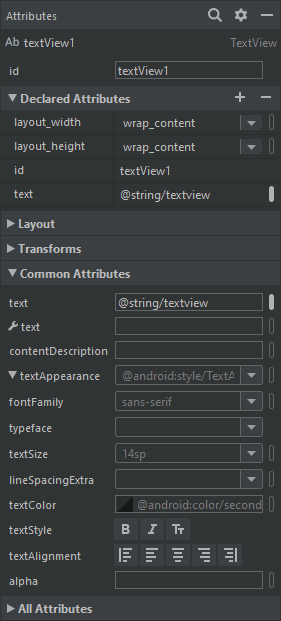 Attributes
Ab textView1 TextView
id textView1
Declared Attributes
layout_width wrap_content
layout_height wrap_content
id textView1
text @string/textview
Layout
Transforms
Common Attributes
text @string/textview
text
contentDescription
textAppearance @android:style/TextA
fontFamily sans-serif
typeface
textSize 14sp
lineSpacingExtra
textColor @android:color/second
textStyle B I Tт
textAlignment
alpha
All Attributes